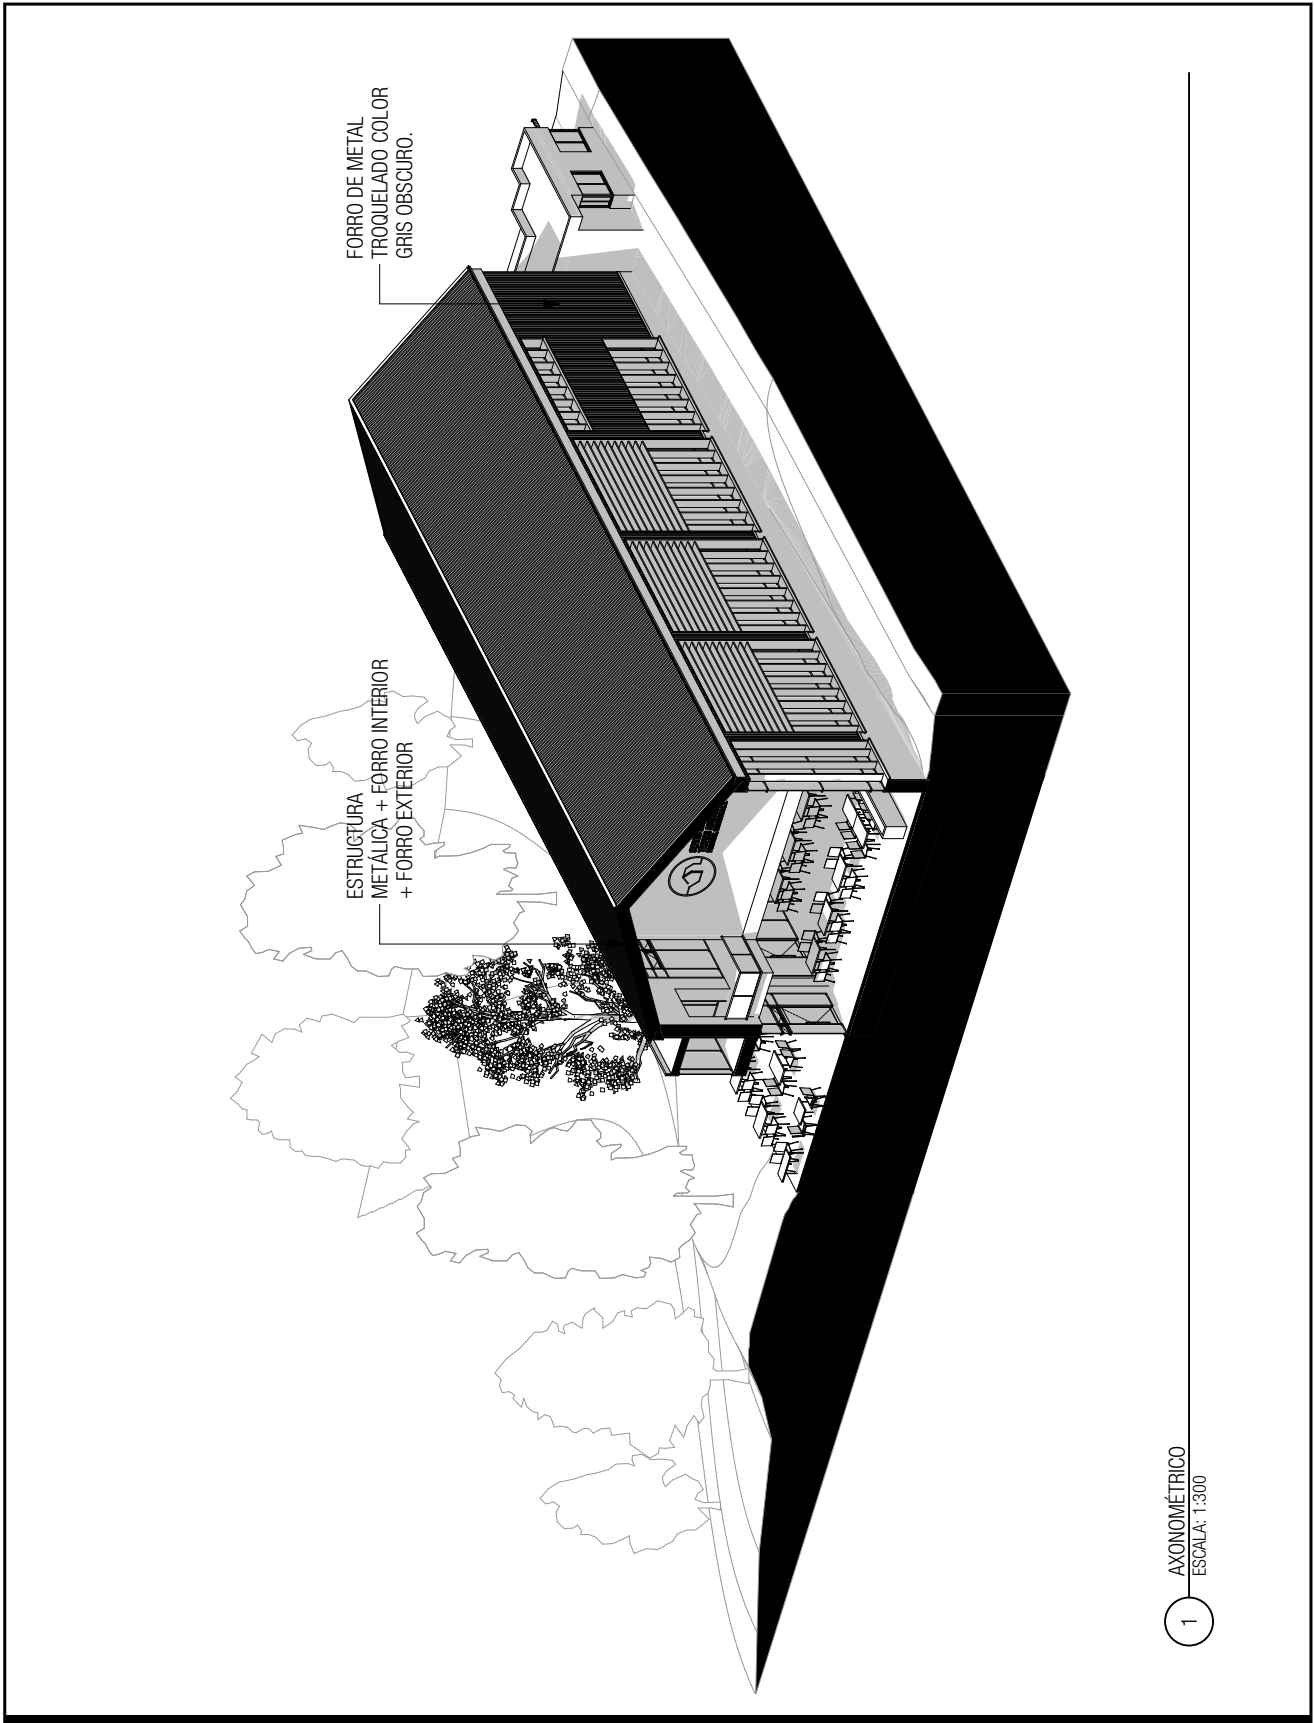 ESTRUCTURA
METÁLICA + FORRO INTERIOR
+ FORRO EXTERIOR
FORRO DE METAL
TROQUELADO COLOR
GRIS OBSCURO.
1
AXONOMÉTRICO
ESCALA: 1:300